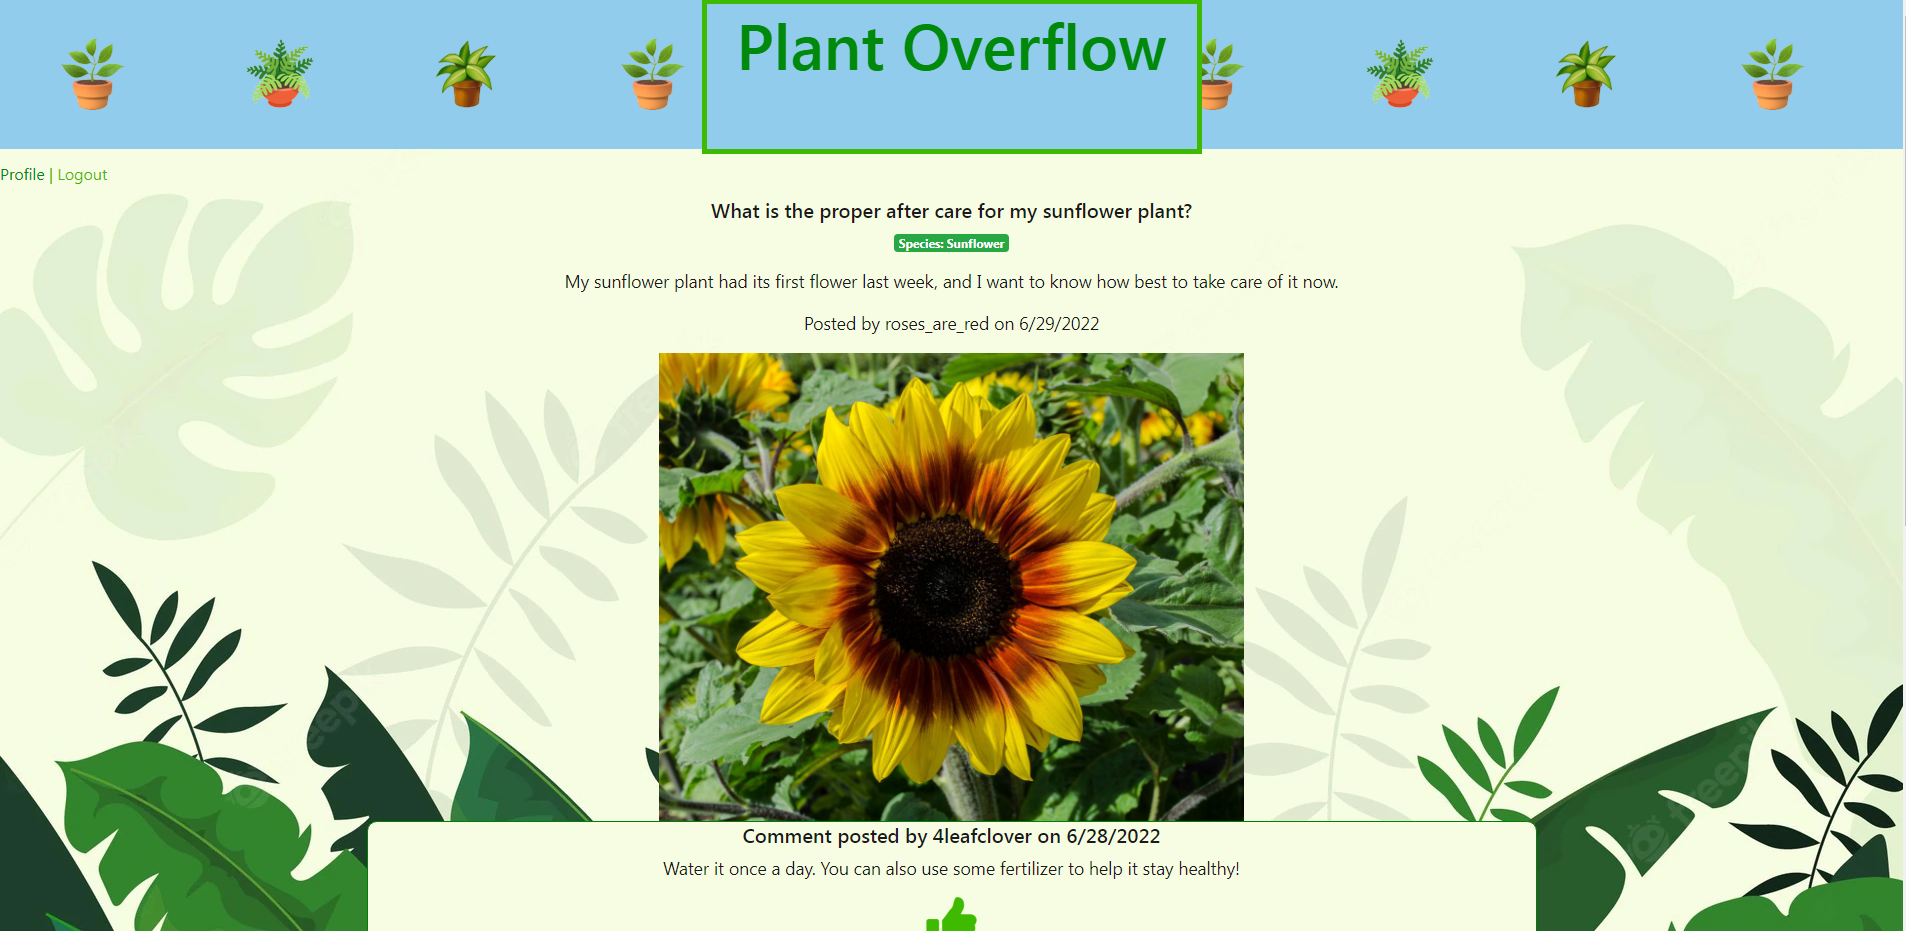 Plant Overflow
Profile | Logout
What is the proper after care for my sunflower plant?
Species: Sunflower
My sunflower plant had its first flower last week, and I want to know how best to take care of it now.
Posted by roses_are_red on 6/29/2022
Comment posted by 4leafclover on 6/28/2022
Water it once a day. You can also use some fertilizer to help it stay healthy!